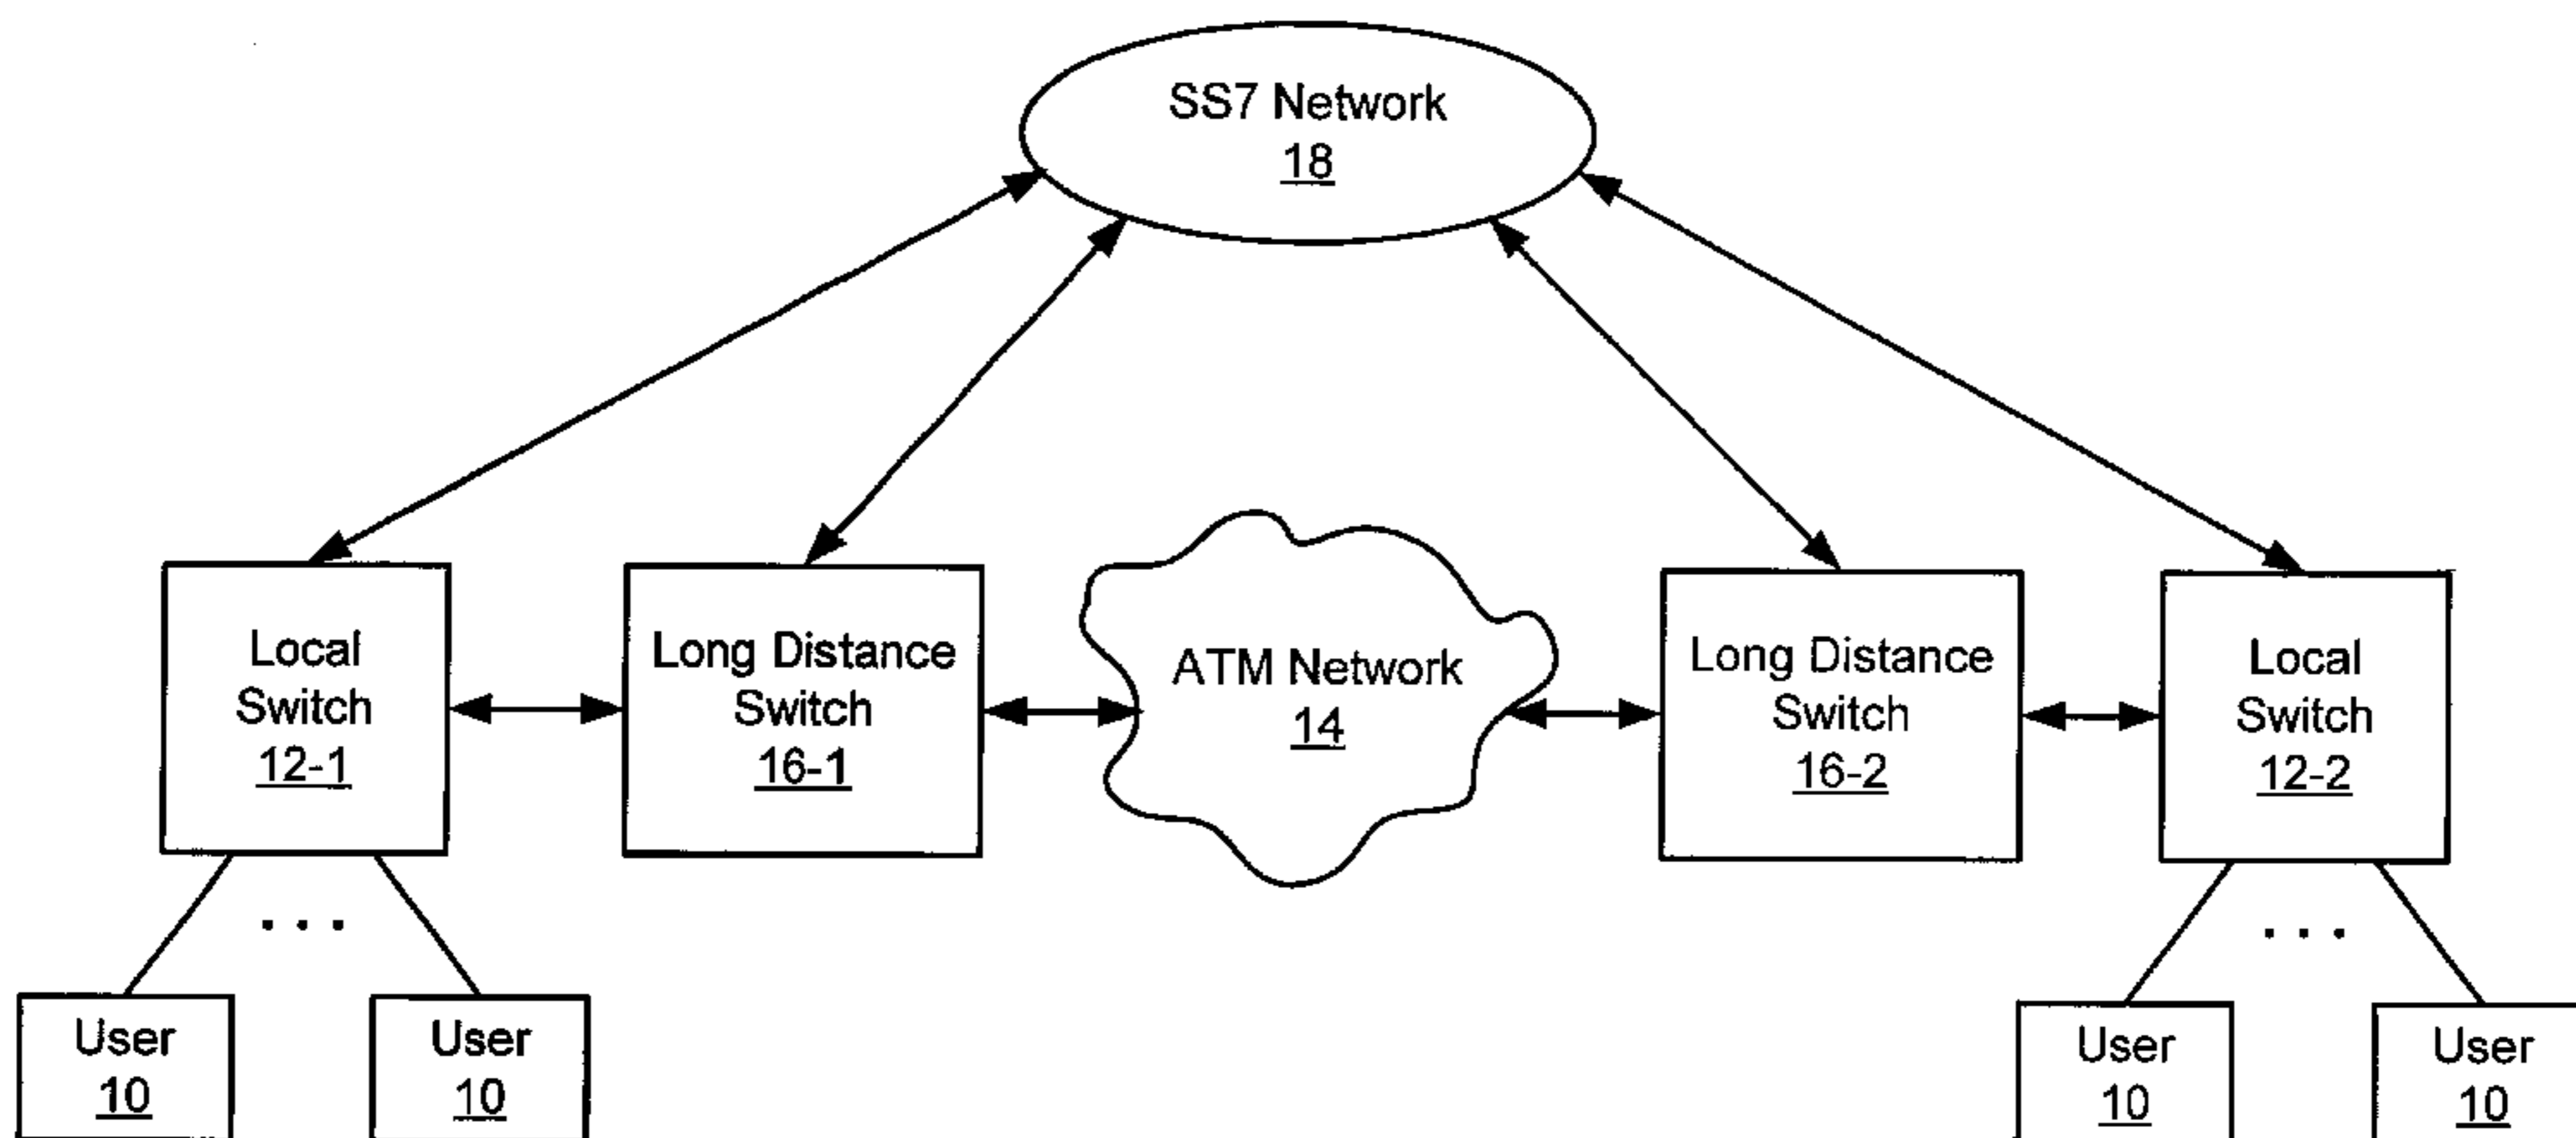 SS7 Network
18
Local
Switch
12-1
Long Distance
Switch
16-1
ATM Network
14
Long Distance
Switch
16-2
Local
Switch
12-2
. . .
. . .
User
10
User
10
User
10
User
10